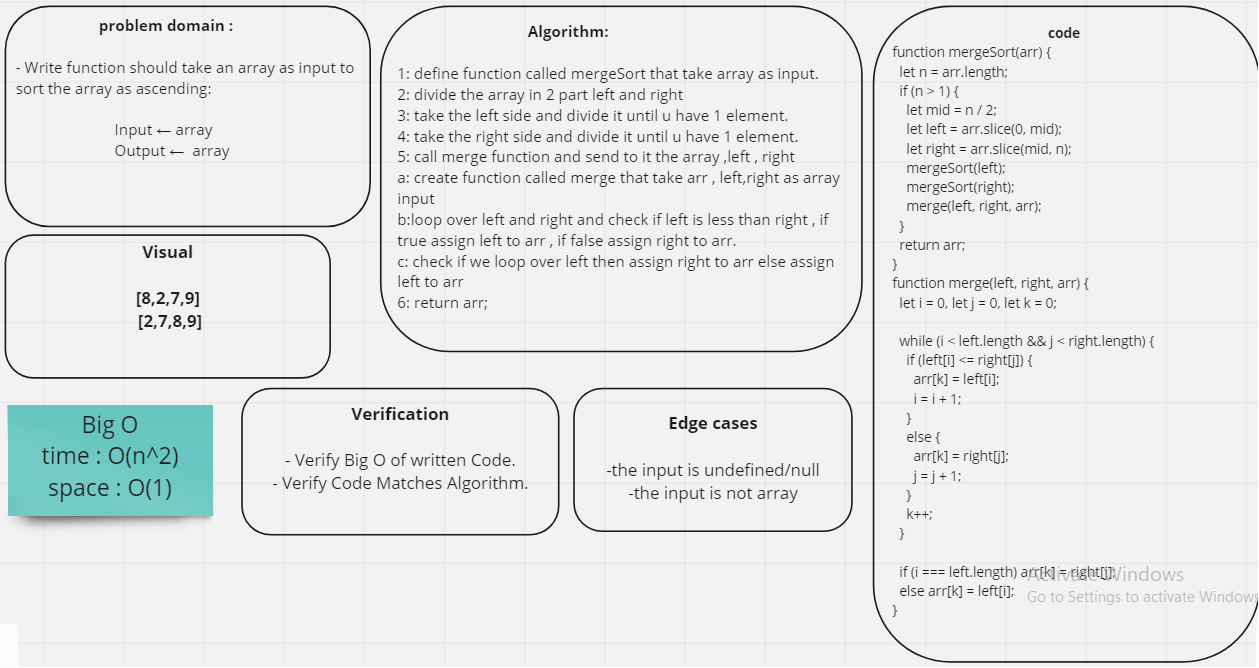 problem domain :
- Write function should take an array as input to
sort the array as ascending:
Input ← array
Output ← array
Visual
[8,2,7,9]
[2,7,8,9]
Big O
time : O(n^2)
space : O(1)
Algorithm:
1: define function called mergeSort that take array as input.
2: divide the array in 2 part left and right
3: take the left side and divide it until u have 1 element.
4: take the right side and divide it until u have 1 element.
5: call merge function and send to it the array ,left , right
a: create function called merge that take arr , left,right as array
input
b:loop over left and right and check if left is less than right , if
true assign left to arr , if false assign right to arr.
c: check if we loop over left then assign right to arr else assign
left to arr
6: return arr;
Verification
- Verify Big O of written Code.
- Verify Code Matches Algorithm.
Edge cases
-the input is undefined/null
-the input is not array
code
function mergeSort(arr) {
let n = arr.length;
if (n > 1) {
let mid = n / 2;
let left = arr.slice(0, mid);
let right = arr.slice(mid, n);
mergeSort(left);
mergeSort(right);
merge(left, right, arr);
}
return arr;
}
function merge(left, right, arr) {
let i = 0, let j = 0, let k = 0;
while (i < left.length && j < right.length) {
if (left[i] <= right[j]) {
arr[k] = left[i];
i = i + 1;
}
else {
arr[k] = right[j];
j = j + 1;
}
k++;
}
if (i === left.length) arr[k] = right[j];
else arr[k] = left[i];
}
Activate Windows
Go to Settings to activate Windows